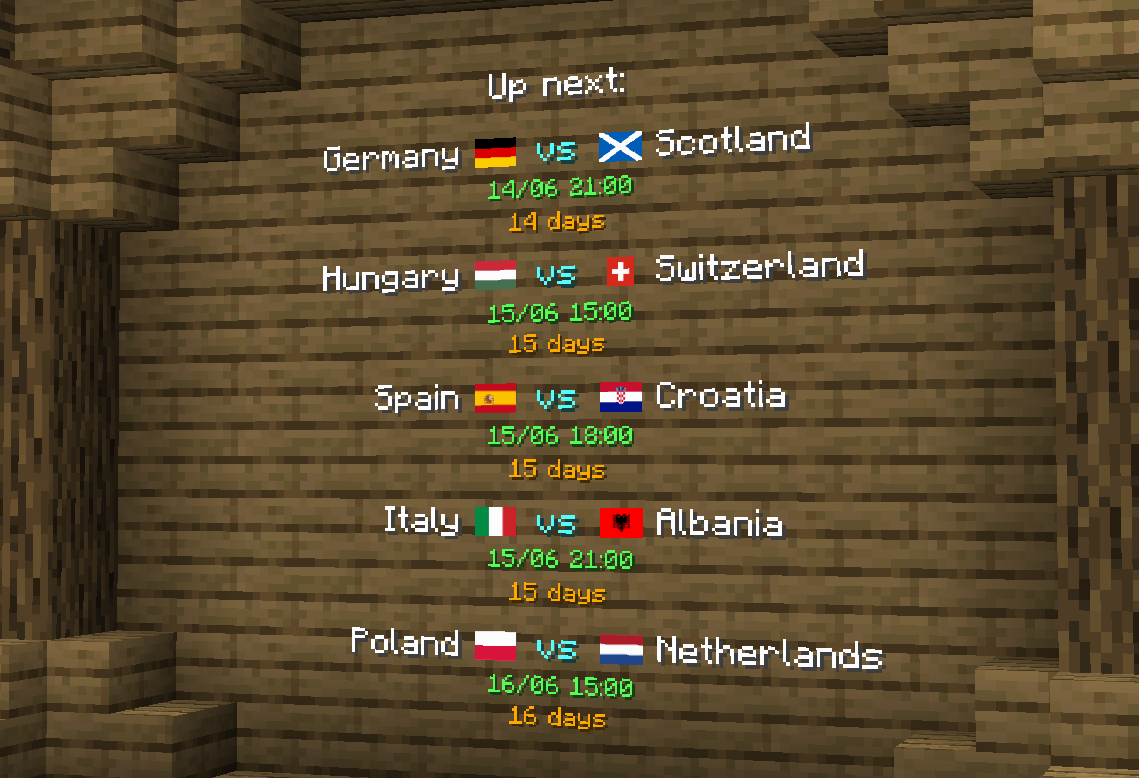 Up next:
Germany vs Scotland
14/06 21:00
14 days
Hungary vs Switzerland
15/06 15:00
15 days
Spain vs Croatia
15/06 18:00
15 days
Italy vs Albania
15/06 21:00
15 days
Poland vs Netherlands
16/06 15:00
16 days